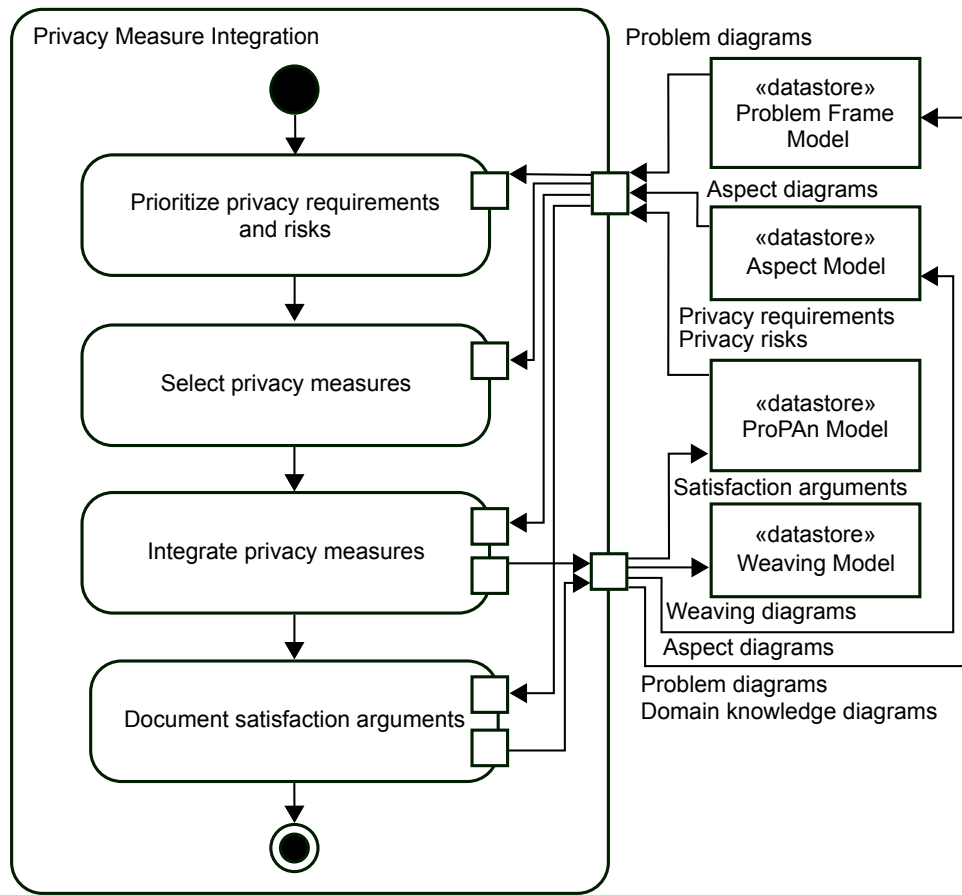 Privacy Measure Integration
Prioritize privacy requirements
and risks
Select privacy measures
Integrate privacy measures
Document satisfaction arguments
Problem diagrams
«datastore»
Problem Frame
Model
Aspect diagrams
«datastore»
Aspect Model
Privacy requirements
Privacy risks
«datastore»
ProPAn Model
Satisfaction arguments
«datastore»
Weaving Model
Weaving diagrams
Aspect diagrams
Problem diagrams
Domain knowledge diagrams